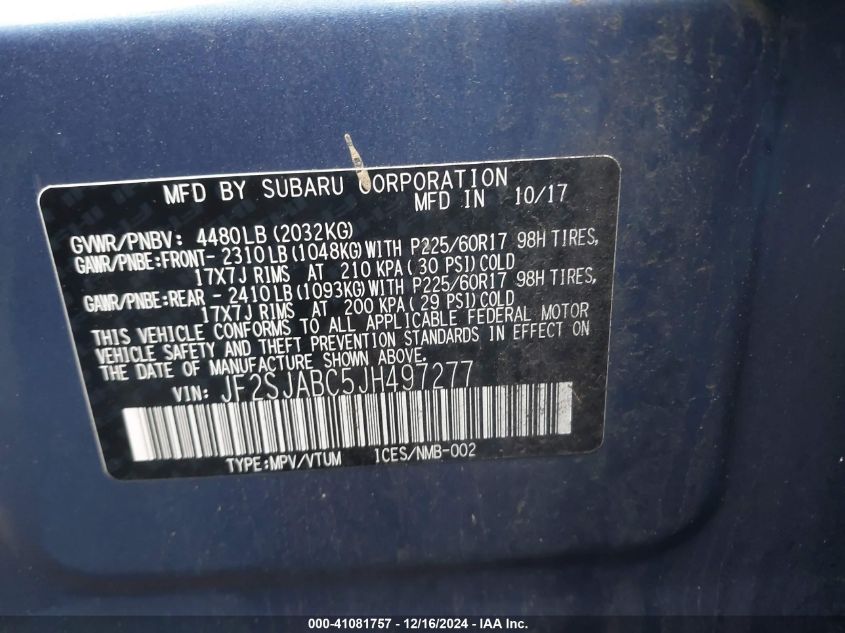 MFD BY SUBARU CORPORATION
MFD IN 10/17
GVWR/PNBV: 4480LB (2032KG)
GAWR/PNBE:FRONT- 2310LB (1048KG) WITH P225/60R17 98H TIRES,
17X7J RIMS AT 210 KPA ( 30 PSI) COLD
GAWR/PNBE:REAR - 2410LB (1093KG) WITH P225/60R17 98H TIRES,
17X7J RIMS AT 200 KPA ( 29 PSI) COLD
THIS VEHICLE CONFORMS TO ALL APPLICABLE FEDERAL MOTOR
VEHICLE SAFETY AND THEFT PREVENTION STANDARDS IN EFFECT ON
THE DATE OF MANUFACTURE SHOWN ABOVE.
VIN: JF2SJABC5JH497277
TYPE:MPV/VTUM ICES/NMB-002
000-41081757 - 12/16/2024 - IAA Inc.